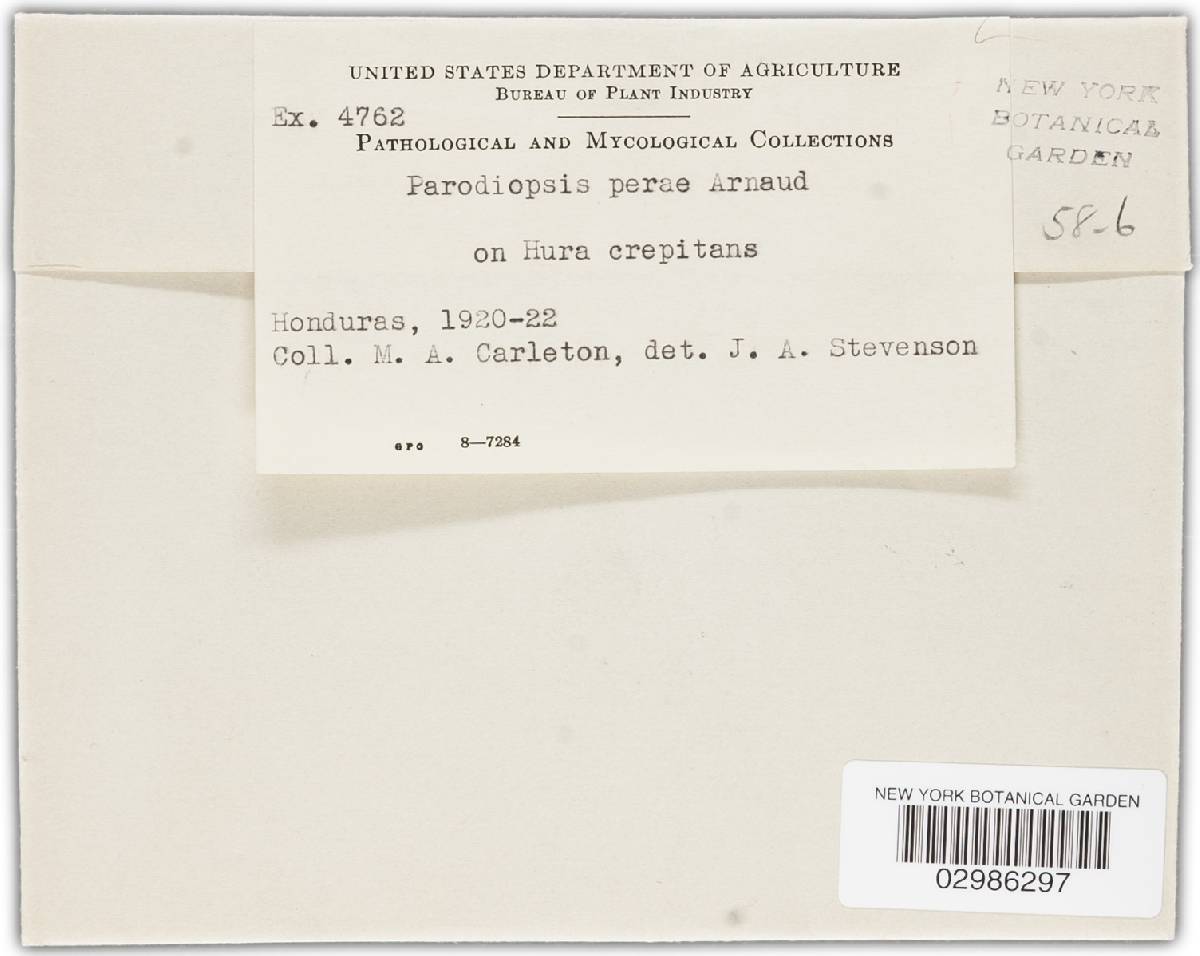 UNITED STATES DEPARTMENT OF AGRICULTURE
BUREAU OF PLANT INDUSTRY
Ex. 4762
PATHOLOGICAL AND MYCOLOGICAL COLLECTIONS
Parodiopsis perae Arnaud
on Hura crepitans
Honduras, 1920-22
Coll. M. A. Carleton, det. J. A. Stevenson
GPO 8—7284
NEW YORK
BOTANICAL
GARDEN
58-6
NEW YORK BOTANICAL GARDEN
02986297